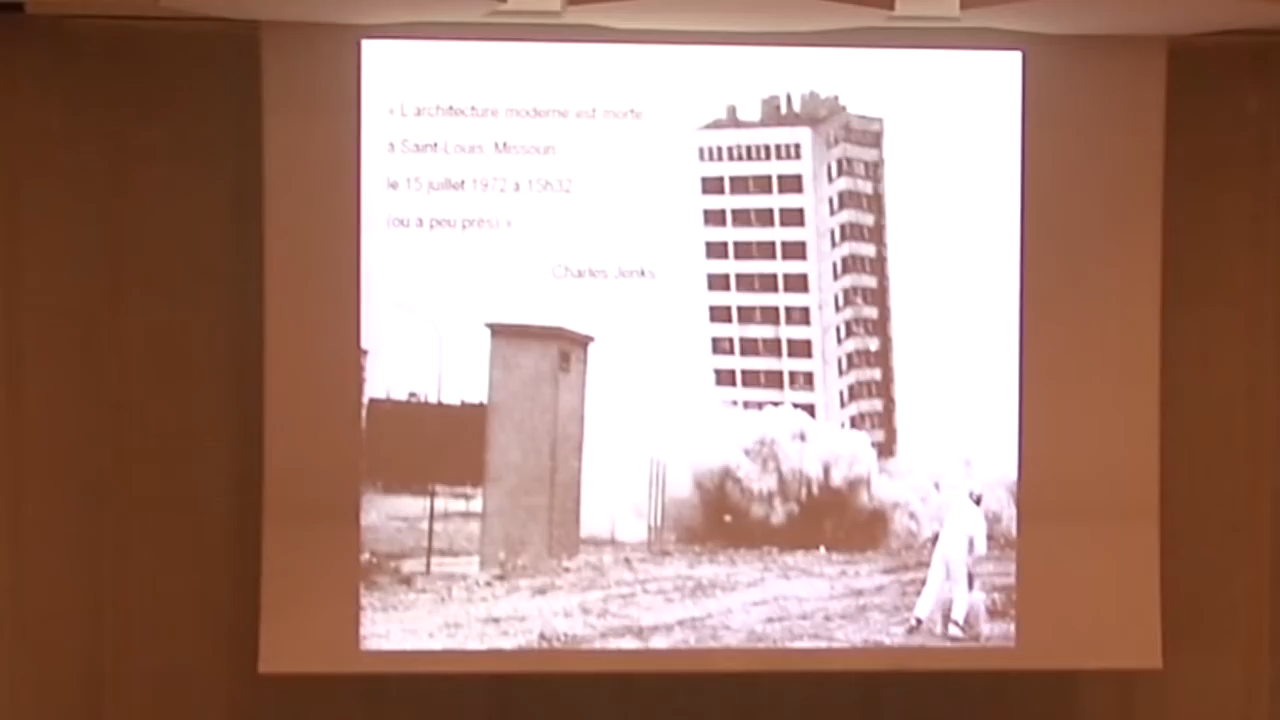 « L'architecture moderne est morte
à Saint-Louis, Missouri
le 15 juillet 1972 à 15h32
(ou à peu près) »
Charles Jenks